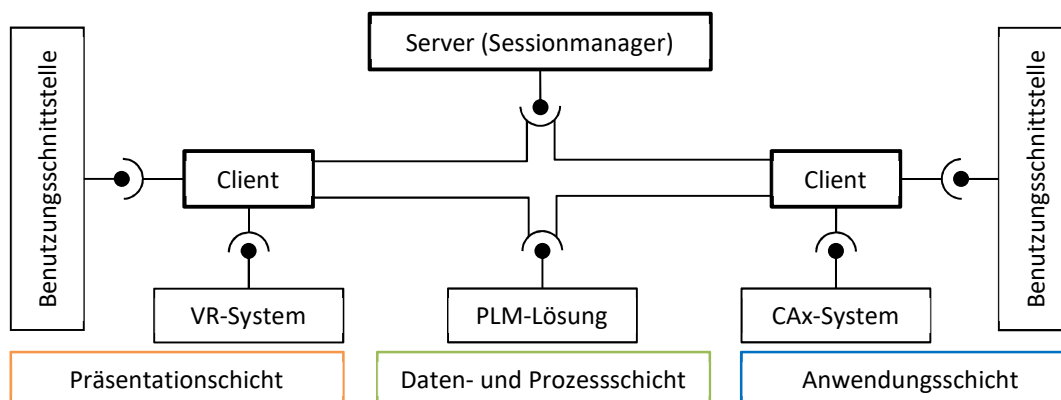 Server (Sessionmanager)
Benutzungsschnittstelle
Client
Client
Benutzungsschnittstelle
VR-System
PLM-Lösung
CAx-System
Präsentationschicht
Daten- und Prozessschicht
Anwendungsschicht